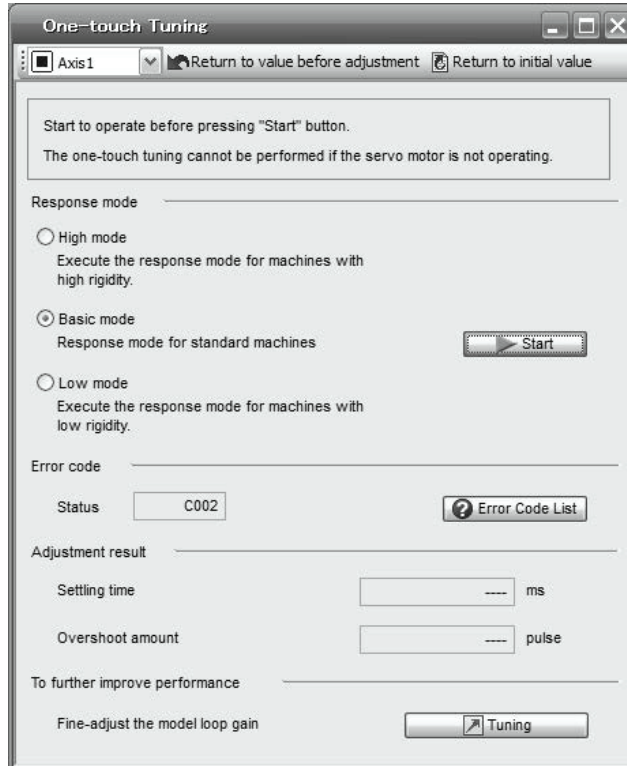 One-touch Tuning
Axis1 Return to value before adjustment Return to initial value
Start to operate before pressing "Start" button.
The one-touch tuning cannot be performed if the servo motor is not operating.
Response mode
High mode
Execute the response mode for machines with
high rigidity.
Basic mode
Response mode for standard machines
Start
Low mode
Execute the response mode for machines with
low rigidity.
Error code
Status C002 Error Code List
Adjustment result
Settling time ---- ms
Overshoot amount ---- pulse
To further improve performance
Fine-adjust the model loop gain Tuning